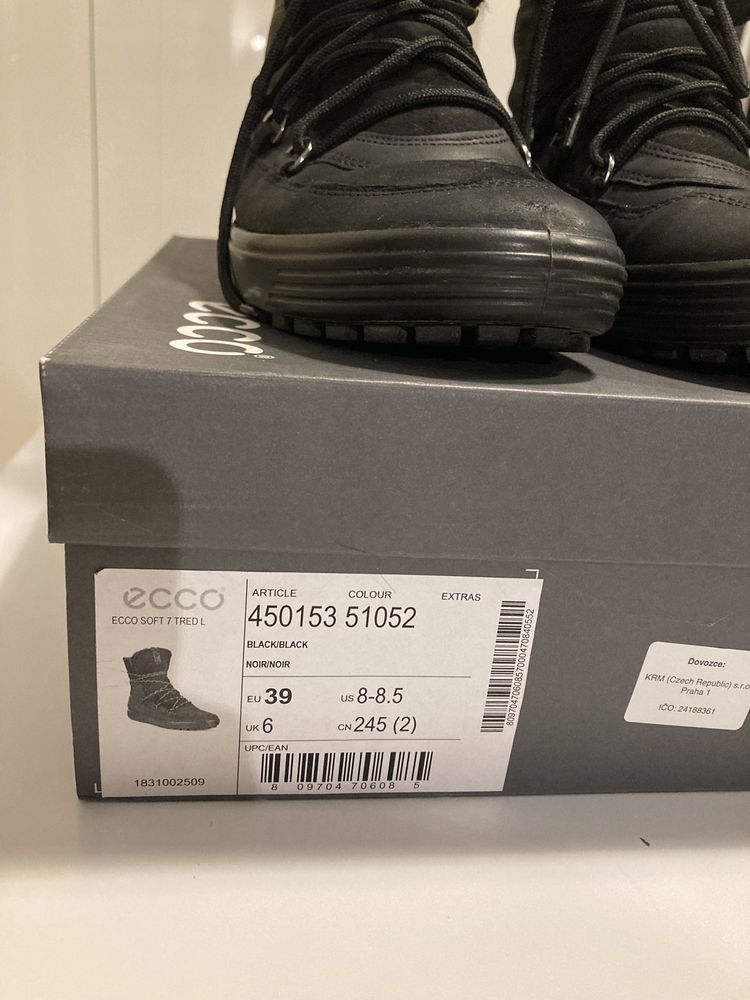 ecco®
ecco
ECCO SOFT 7 TRED L
1831002509
ARTICLE COLOUR EXTRAS
450153 51052
BLACK/BLACK
NOIR/NOIR
EU 39 US 8-8.5
UK 6 CN 245 (2)
UPC/EAN
8 09704 70608 5
Dovozce:
KRM (Czech Republic) s.r.o
Praha 1
IČO: 24188361